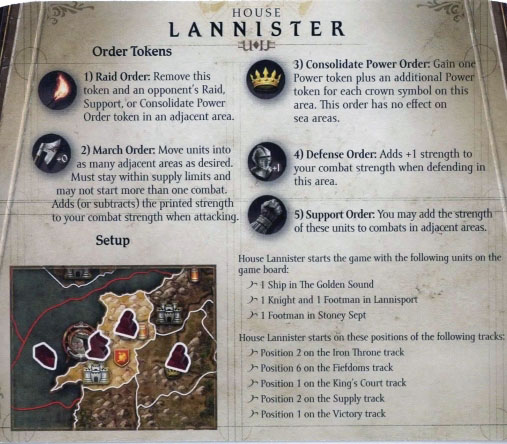 HOUSE
LANNISTER
Order Tokens
1) Raid Order: Remove this
token and an opponent's Raid,
Support, or Consolidate Power
Order token in an adjacent area.
2) March Order: Move units into
as many adjacent areas as desired.
Must stay within supply limits and
may not start more than one combat.
Adds (or subtracts) the printed strength
to your combat strength when attacking.
3) Consolidate Power Order: Gain one
Power token plus an additional Power
token for each crown symbol on this
area. This order has no effect on
sea areas.
4) Defense Order: Adds +1 strength to
your combat strength when defending in
this area.
5) Support Order: You may add the strength
of these units to combats in adjacent areas.
Setup
House Lannister starts the game with the following units on the
game board:
1 Ship in The Golden Sound
1 Knight and 1 Footman in Lannisport
1 Footman in Stoney Sept
House Lannister starts on these positions of the following tracks:
Position 2 on the Iron Throne track
Position 6 on the Fiefdoms track
Position 1 on the King's Court track
Position 2 on the Supply track
Position 1 on the Victory track